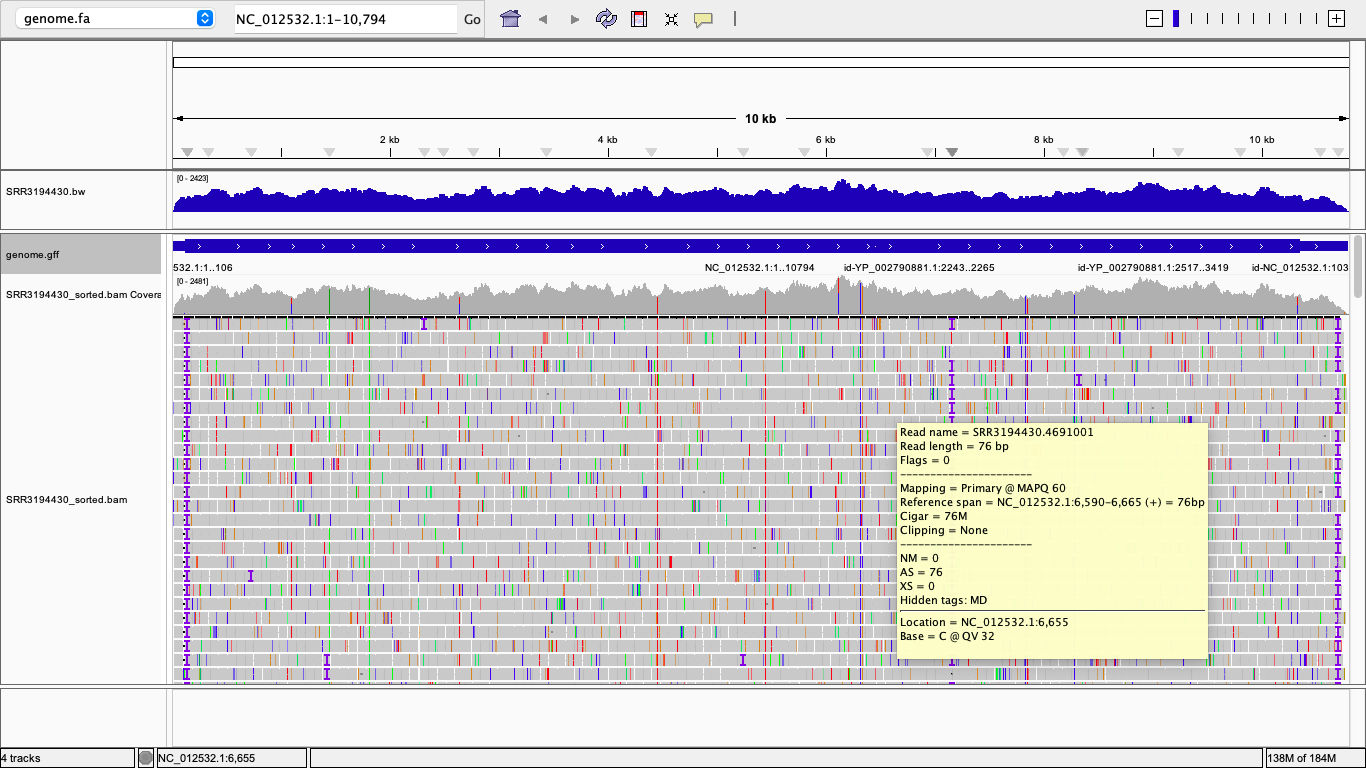 genome.fa NC_012532.1:1-10,794 Go
10 kb
2 kb 4 kb 6 kb 8 kb 10 kb
SRR3194430.bw
[0 - 2423]
genome.gff
532.1:1..106 NC_012532.1:1..10794 id-YP_002790881.1:2243..2265 id-YP_002790881.1:2517..3419 id-NC_012532.1:103
SRR3194430_sorted.bam Covera
[0 - 2481]
SRR3194430_sorted.bam
Read name = SRR3194430.4691001
Read length = 76 bp
Flags = 0
----------------------
Mapping = Primary @ MAPQ 60
Reference span = NC_012532.1:6,590-6,665 (+) = 76bp
Cigar = 76M
Clipping = None
----------------------
NM = 0
AS = 76
XS = 0
Hidden tags: MD
Location = NC_012532.1:6,655
Base = C @ QV 32
4 tracks NC_012532.1:6,655 138M of 184M